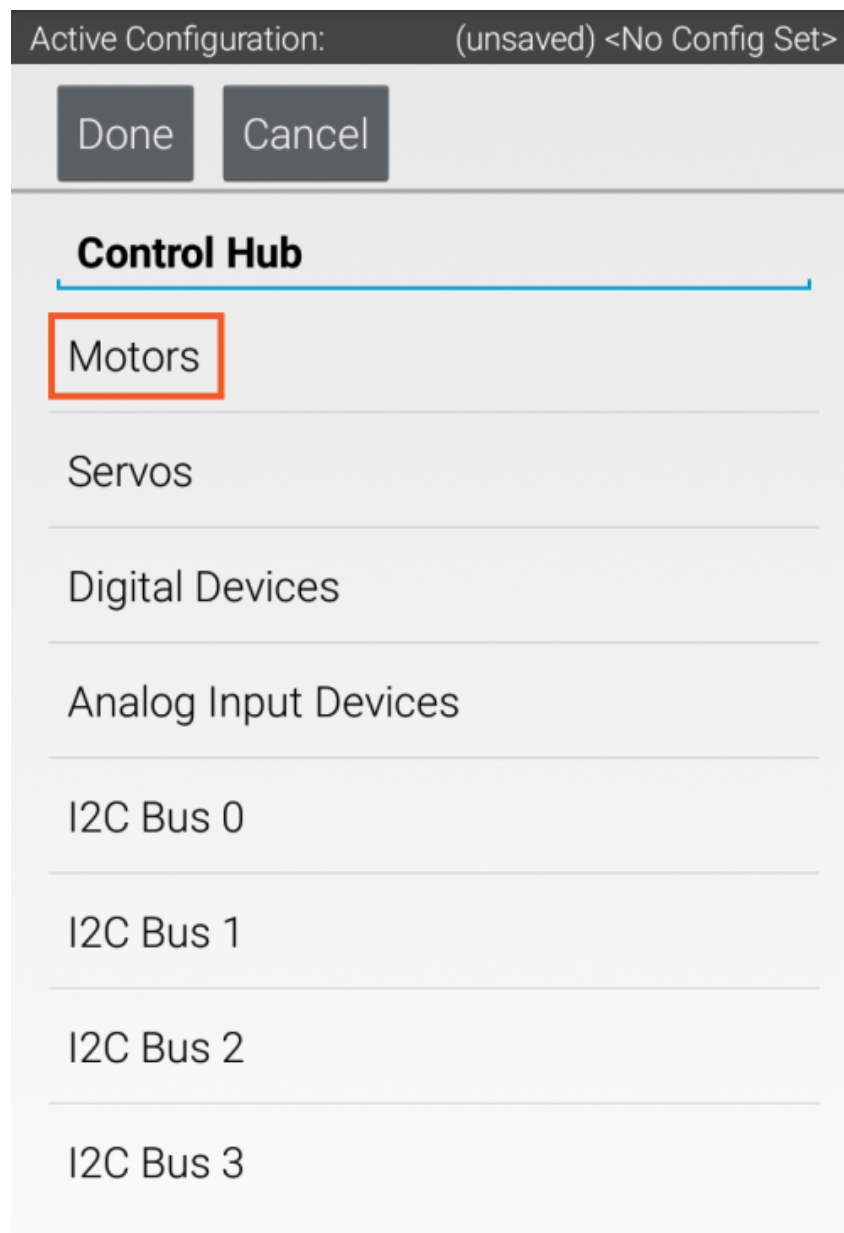 Active Configuration: (unsaved) <No Config Set>
Done Cancel
Control Hub
Motors
Servos
Digital Devices
Analog Input Devices
I2C Bus 0
I2C Bus 1
I2C Bus 2
I2C Bus 3